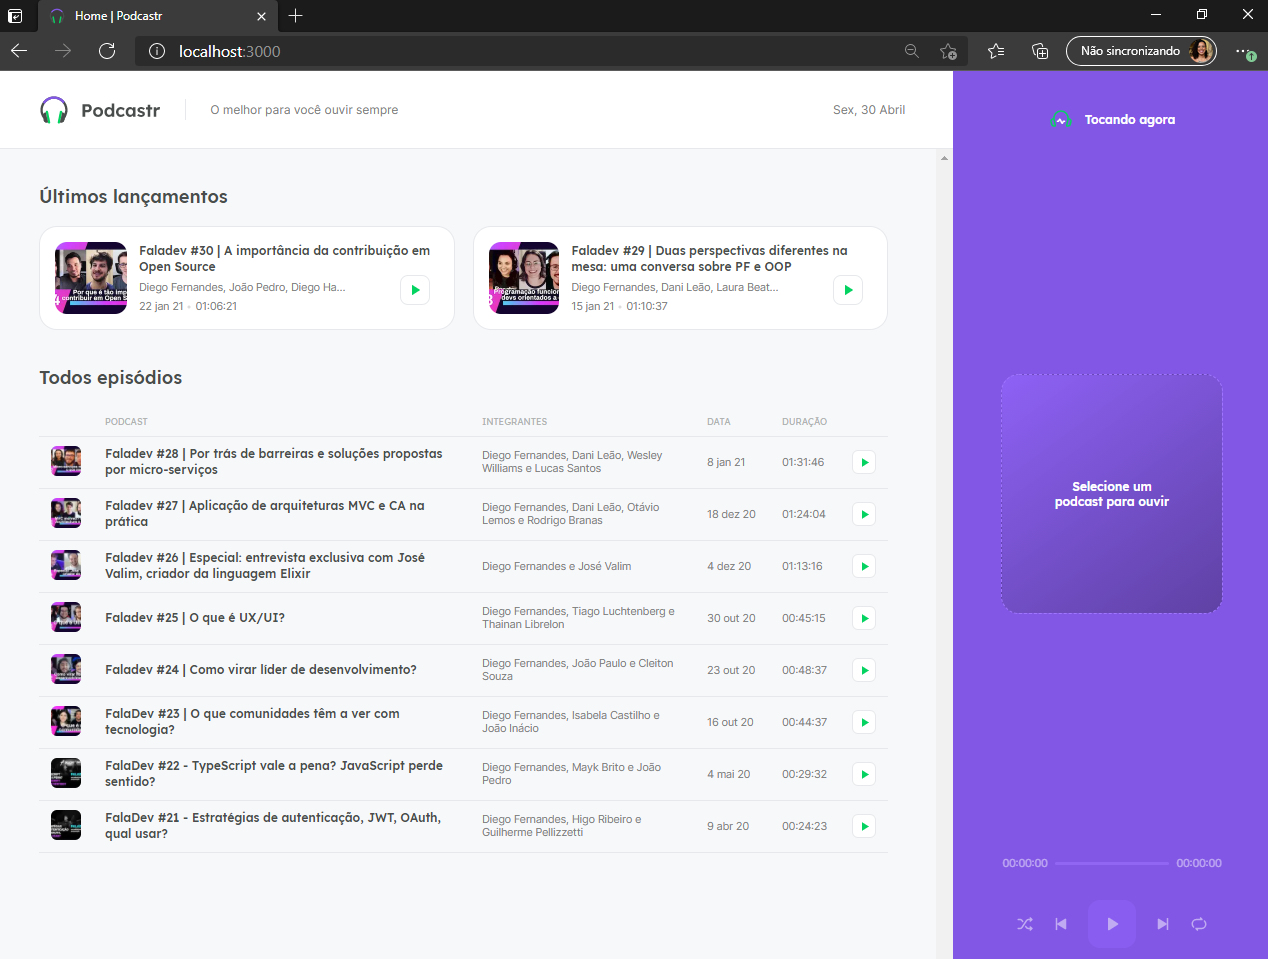 Home | Podcastr
localhost:3000
Não sincronizando
Podcastr
O melhor para você ouvir sempre
Sex, 30 Abril
Tocando agora
Últimos lançamentos
Faladev #30 | A importância da contribuição em
Open Source
Diego Fernandes, João Pedro, Diego Ha...
22 jan 21 • 01:06:21
Faladev #29 | Duas perspectivas diferentes na
mesa: uma conversa sobre PF e OOP
Diego Fernandes, Dani Leão, Laura Beat...
15 jan 21 • 01:10:37
Todos episódios
PODCAST INTEGRANTES DATA DURAÇÃO
Faladev #28 | Por trás de barreiras e soluções propostas
por micro-serviços
Diego Fernandes, Dani Leão, Wesley
Williams e Lucas Santos
8 jan 21
01:31:46
Faladev #27 | Aplicação de arquiteturas MVC e CA na
prática
Diego Fernandes, Dani Leão, Otávio
Lemos e Rodrigo Branas
18 dez 20
01:24:04
Faladev #26 | Especial: entrevista exclusiva com José
Valim, criador da linguagem Elixir
Diego Fernandes e José Valim
4 dez 20
01:13:16
Faladev #25 | O que é UX/UI?
Diego Fernandes, Tiago Luchtenberg e
Thainan Librelon
30 out 20
00:45:15
Faladev #24 | Como virar líder de desenvolvimento?
Diego Fernandes, João Paulo e Cleiton
Souza
23 out 20
00:48:37
FalaDev #23 | O que comunidades têm a ver com
tecnologia?
Diego Fernandes, Isabela Castilho e
João Inácio
16 out 20
00:44:37
FalaDev #22 - TypeScript vale a pena? JavaScript perde
sentido?
Diego Fernandes, Mayk Brito e João
Pedro
4 mai 20
00:29:32
FalaDev #21 - Estratégias de autenticação, JWT, OAuth,
qual usar?
Diego Fernandes, Higo Ribeiro e
Guilherme Pellizzetti
9 abr 20
00:24:23
Selecione um
podcast para ouvir
00:00:00
00:00:00